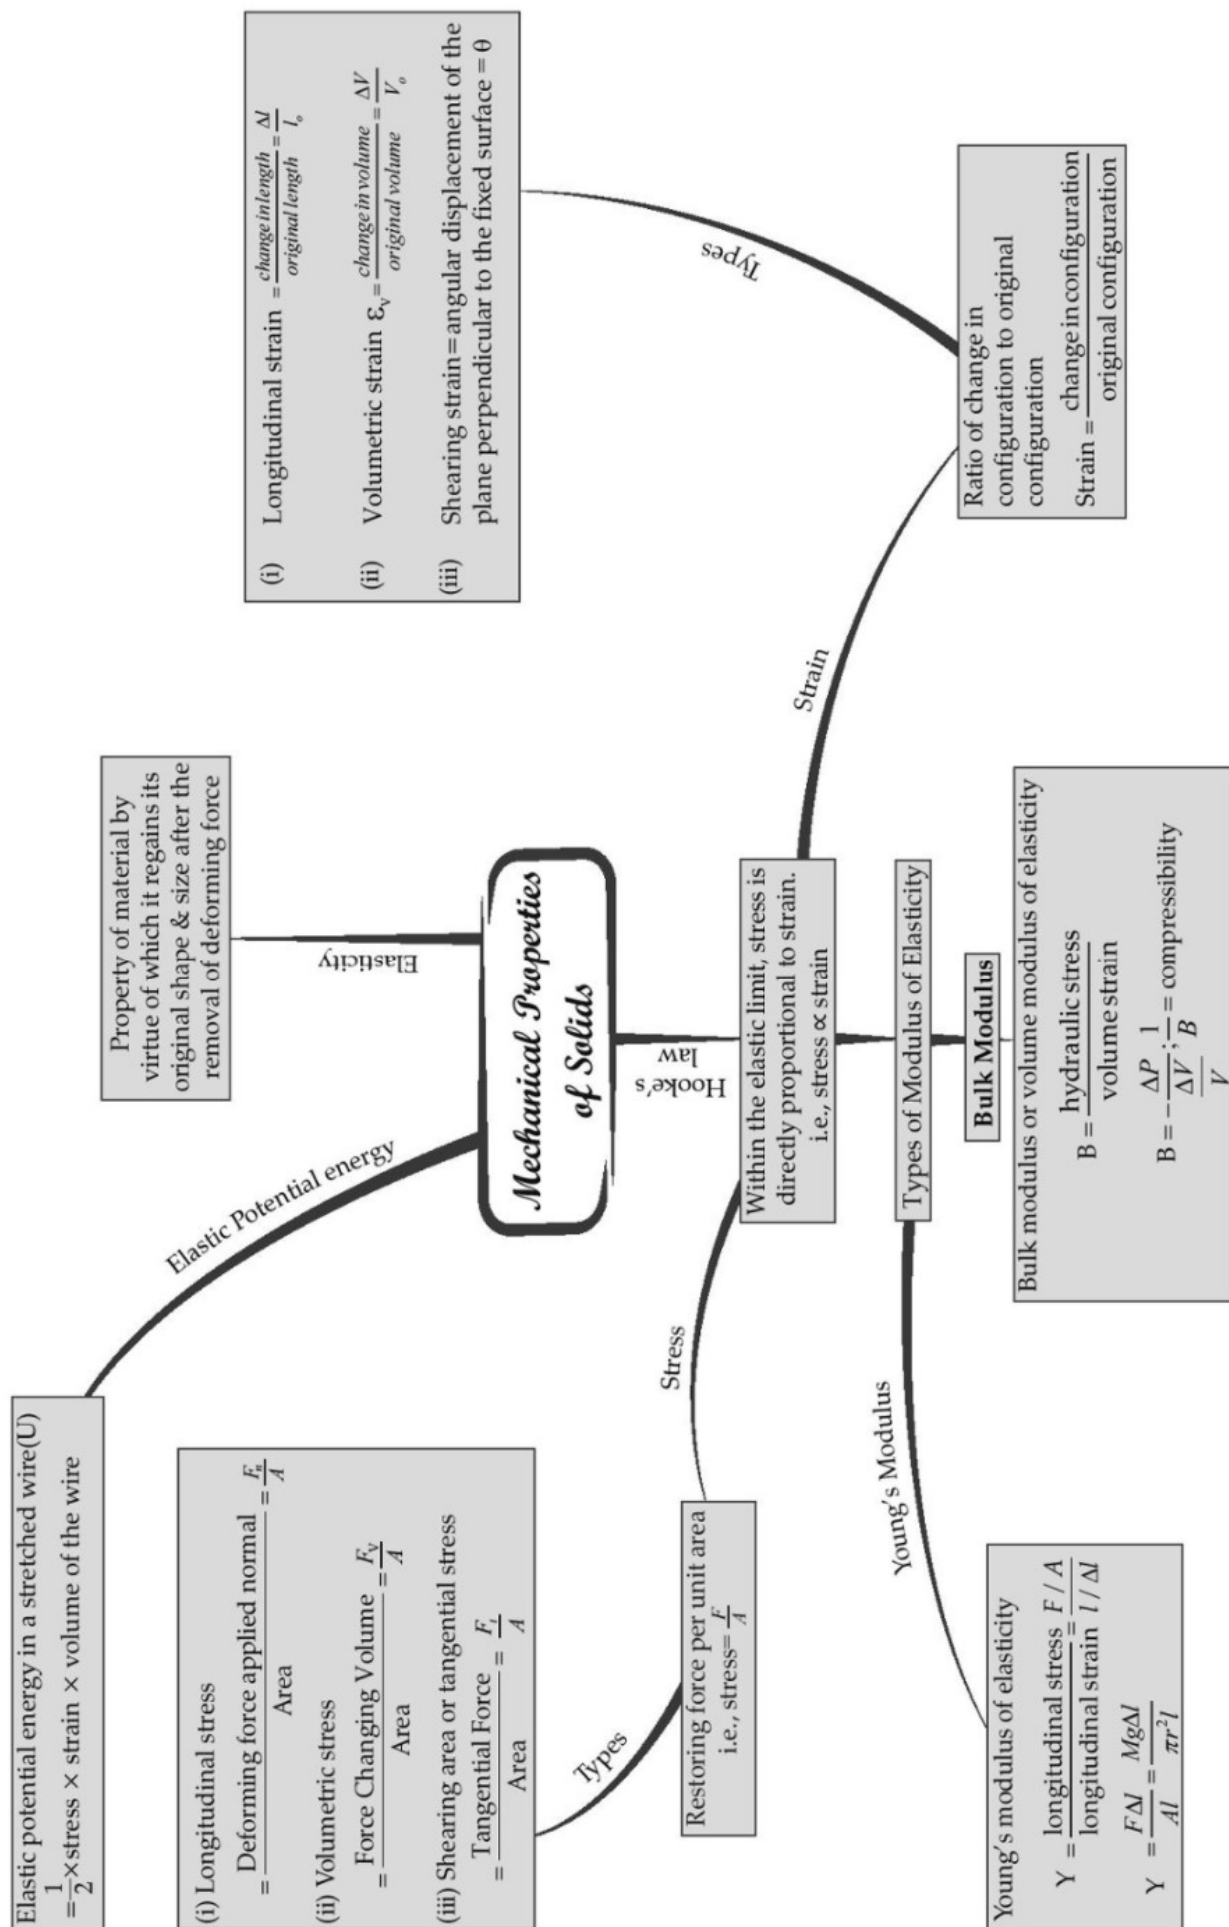 Mechanical Properties
of Solids
Elastic Potential energy
Elastic potential energy in a stretched wire(U)
= 1/2 ×stress × strain × volume of the wire
Elasticity
Property of material by
virtue of which it regains its
original shape & size after the
removal of deforming force
Hooke's
law
Within the elastic limit, stress is
directly proportional to strain.
i.e., stress ∝ strain
Stress
Restoring force per unit area
i.e., stress= F/A
Types
(i) Longitudinal stress
= Deforming force applied normal / Area = Fn/A
(ii) Volumetric stress
= Force Changing Volume / Area = FV/A
(iii) Shearing area or tangential stress
= Tangential Force / Area = Ft/A
Strain
Ratio of change in
configuration to original
configuration
Strain = change in configuration / original configuration
Types
(i) Longitudinal strain = change in length / original length = Δl / lo
(ii) Volumetric strain εv = change in volume / original volume = ΔV / Vo
(iii) Shearing strain=angular displacement of the
plane perpendicular to the fixed surface = θ
Types of Modulus of Elasticity
Young's Modulus
Young's modulus of elasticity
Y = longitudinal stress / longitudinal strain = F / A / l / Δl
Y = FΔl / Al = MgΔl / πr²l
Bulk Modulus
Bulk modulus or volume modulus of elasticity
B = hydraulic stress / volume strain
B = − ΔP / ΔV / V ; 1/B = compressibility